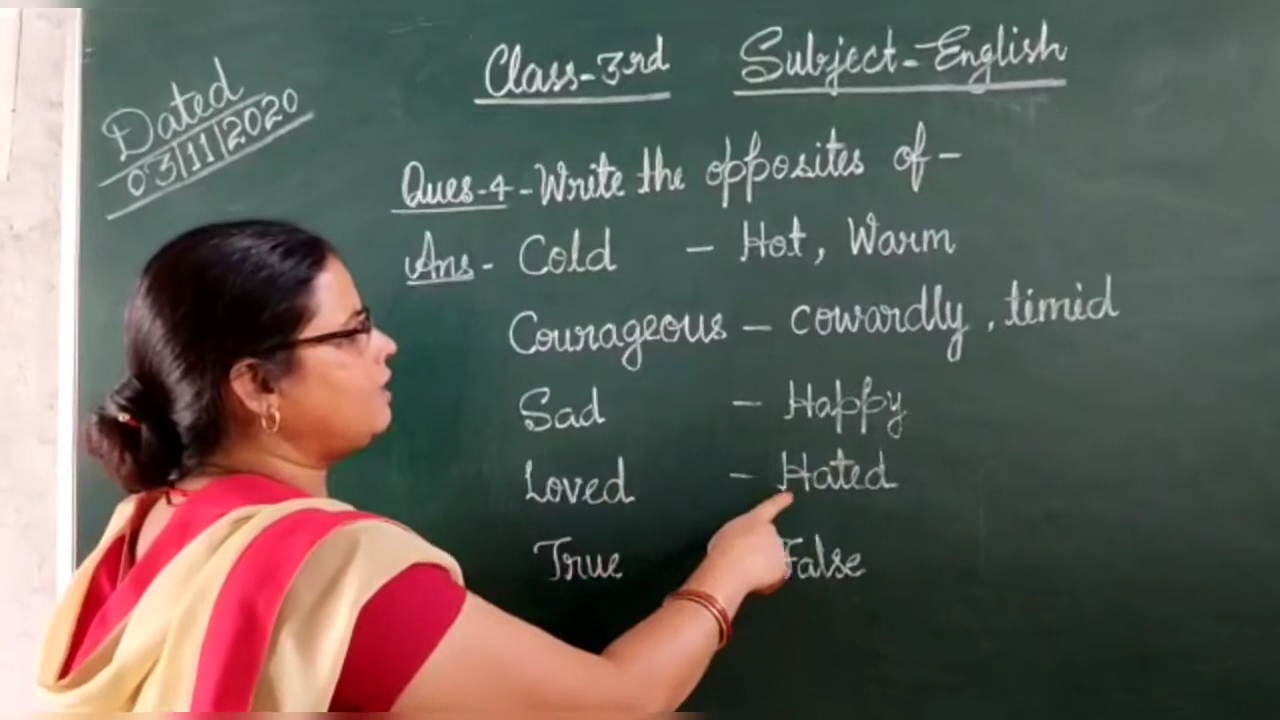 Dated
03/11/2020
Class-3rd Subject-English
Ques-4-Write the opposites of-
Ans- Cold - Hot, Warm
Courageous - cowardly, timid
Sad - Happy
Loved - Hated
True False